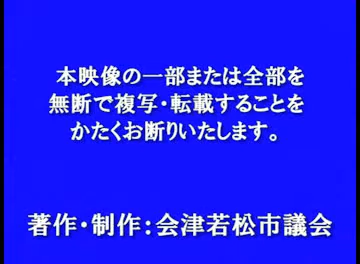 本映像の一部または全部を
無断で複写・転載することを
かたくお断りいたします。
著作・制作：会津若松市議会